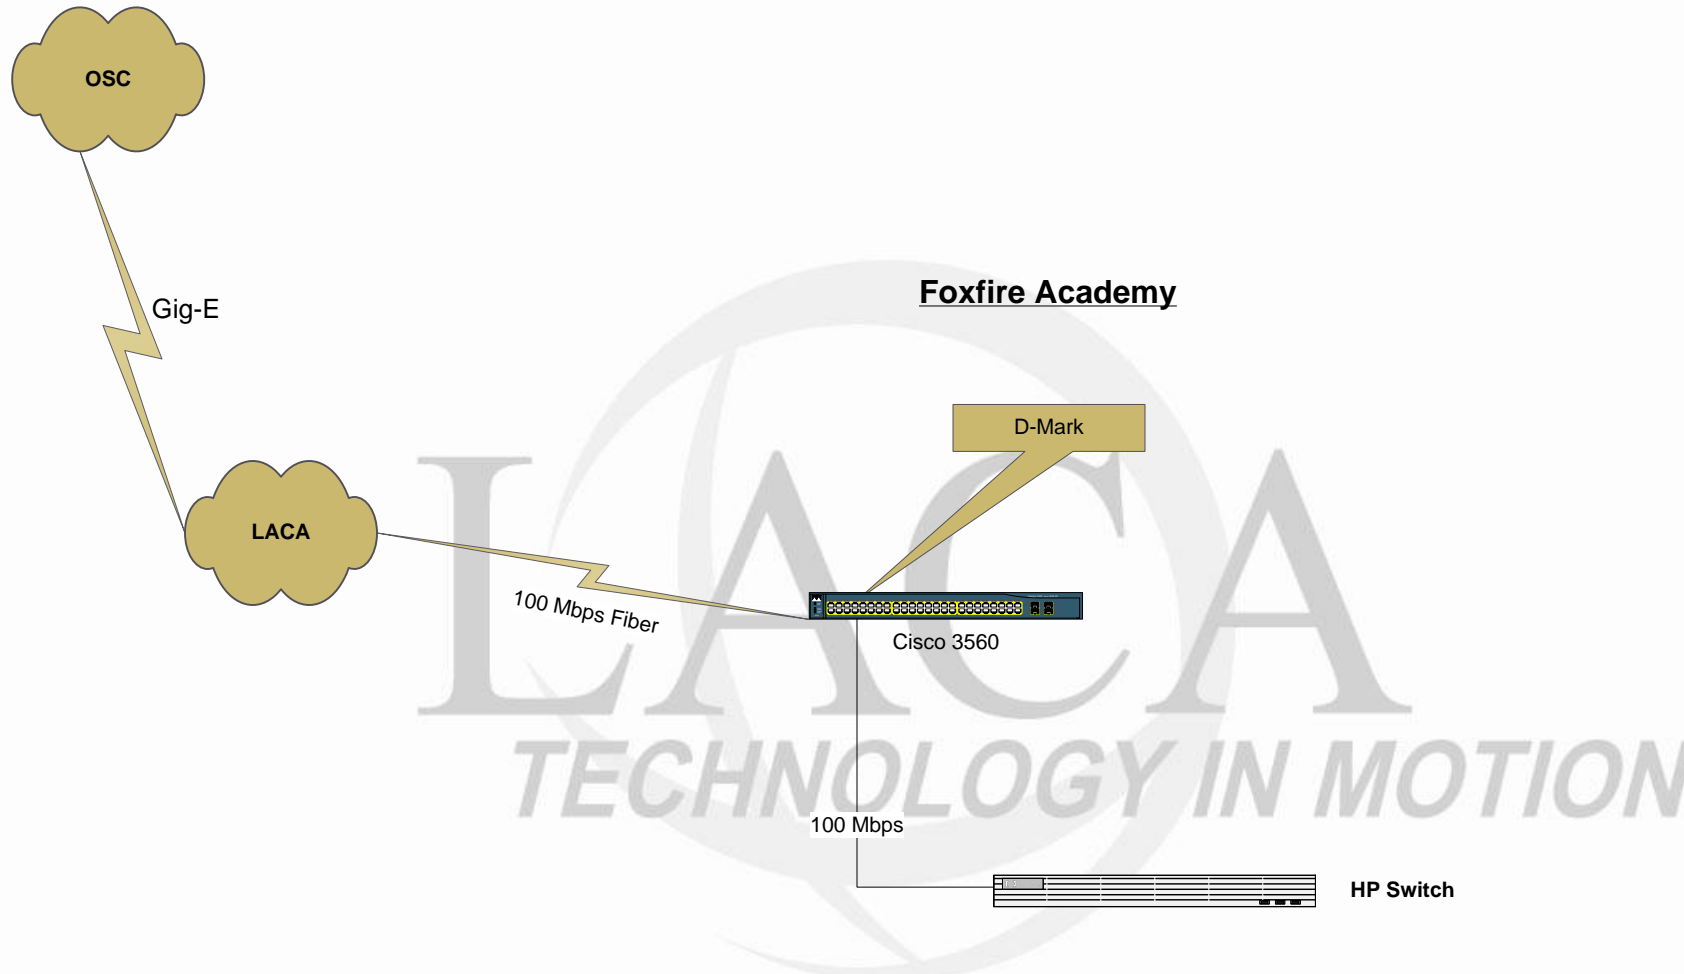 OSC
Gig-E
Foxfire Academy
D-Mark
LACA
100 Mbps Fiber
Cisco 3560
LACA
TECHNOLOGY IN MOTION
100 Mbps
HP Switch